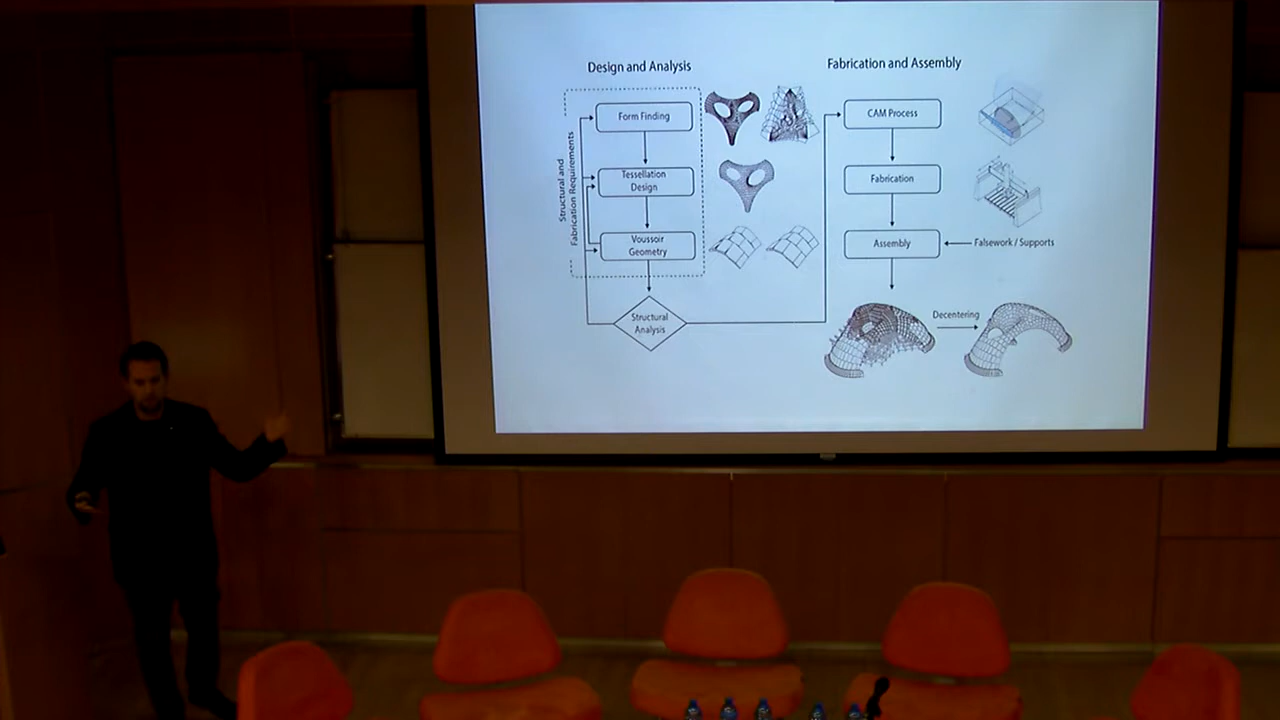 Design and Analysis
Structural and
Fabrication Requirements
Form Finding
Tessellation
Design
Voussoir
Geometry
Structural
Analysis
Fabrication and Assembly
CAM Process
Fabrication
Assembly
Falsework / Supports
Decentering